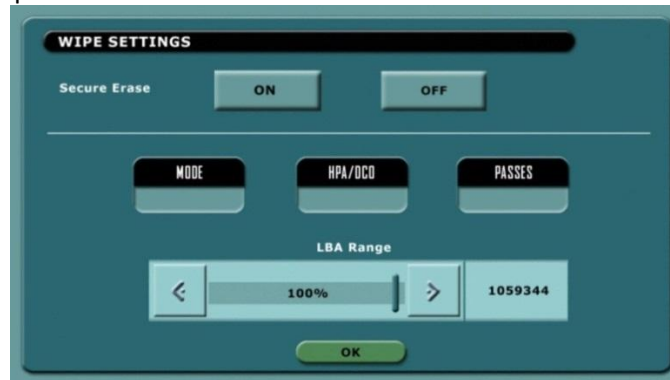 WIPE SETTINGS
Secure Erase ON OFF
MODE HPA/DCO PASSES
LBA Range
100% 1059344
OK